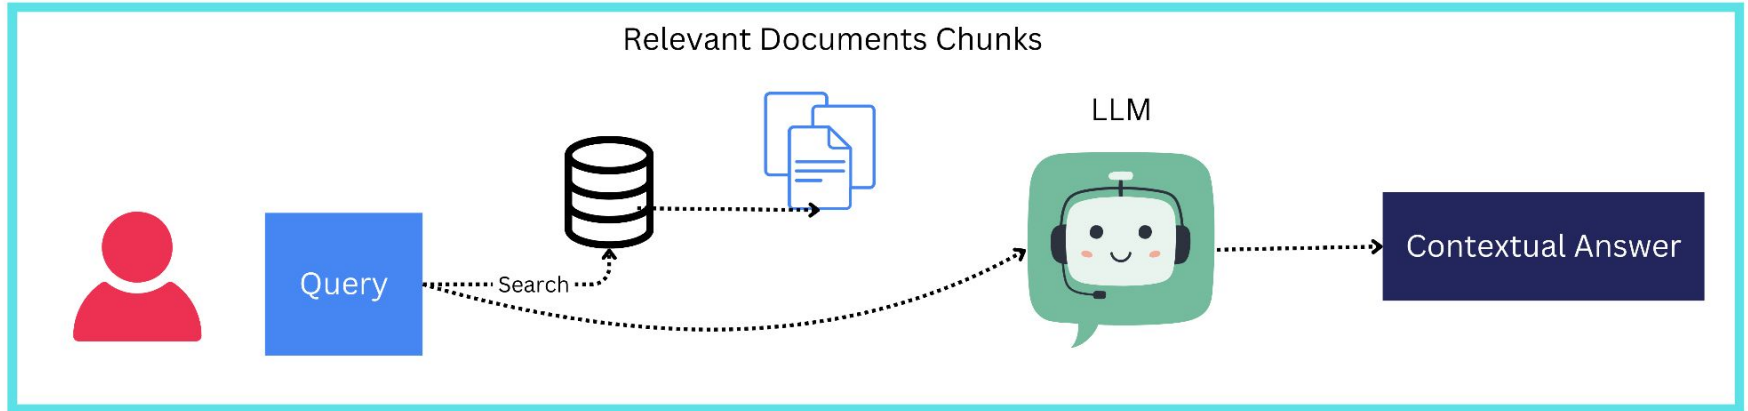 Relevant Documents Chunks
LLM
Query
Search
Contextual Answer